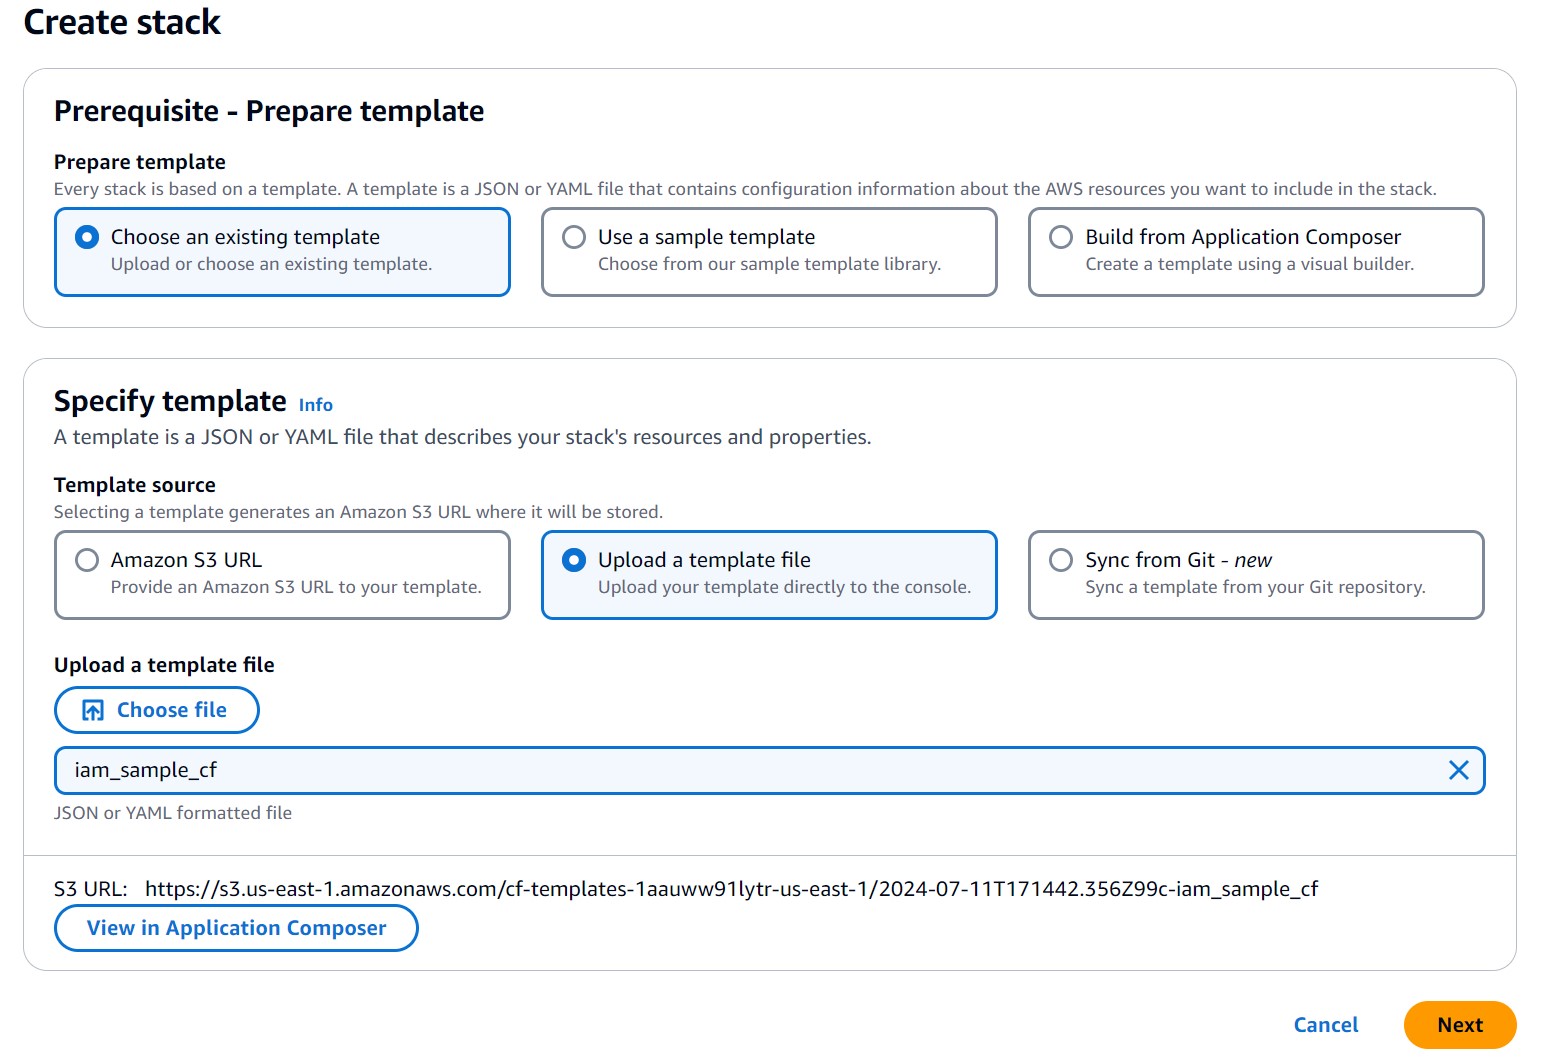 Create stack
Prerequisite - Prepare template
Prepare template
Every stack is based on a template. A template is a JSON or YAML file that contains configuration information about the AWS resources you want to include in the stack.
Choose an existing template
Upload or choose an existing template.
Use a sample template
Choose from our sample template library.
Build from Application Composer
Create a template using a visual builder.
Specify template Info
A template is a JSON or YAML file that describes your stack's resources and properties.
Template source
Selecting a template generates an Amazon S3 URL where it will be stored.
Amazon S3 URL
Provide an Amazon S3 URL to your template.
Upload a template file
Upload your template directly to the console.
Sync from Git - new
Sync a template from your Git repository.
Upload a template file
Choose file
iam_sample_cf
JSON or YAML formatted file
S3 URL: https://s3.us-east-1.amazonaws.com/cf-templates-1aauww91lytr-us-east-1/2024-07-11T171442.356Z99c-iam_sample_cf
View in Application Composer
Cancel
Next